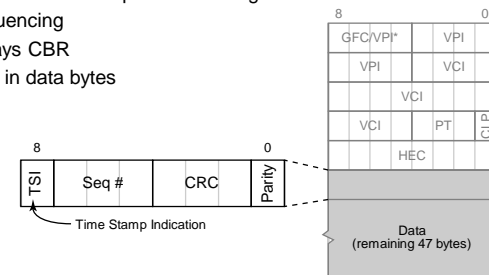 uencing
ays CBR
in data bytes
8 0
GFC/VPI* VPI
VPI VCI
VCI
VCI PT CLP
HEC
8 0
TSI Seq # CRC Parity
Time Stamp Indication
Data
(remaining 47 bytes)